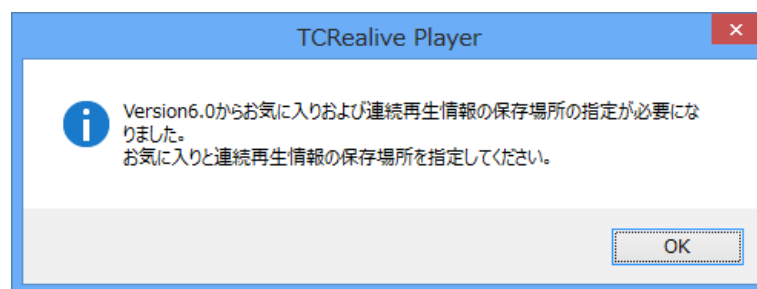 TCRealive Player
Version6.0からお気に入りおよび連続再生情報の保存場所の指定が必要にな
りました。
お気に入りと連続再生情報の保存場所を指定してください。
OK